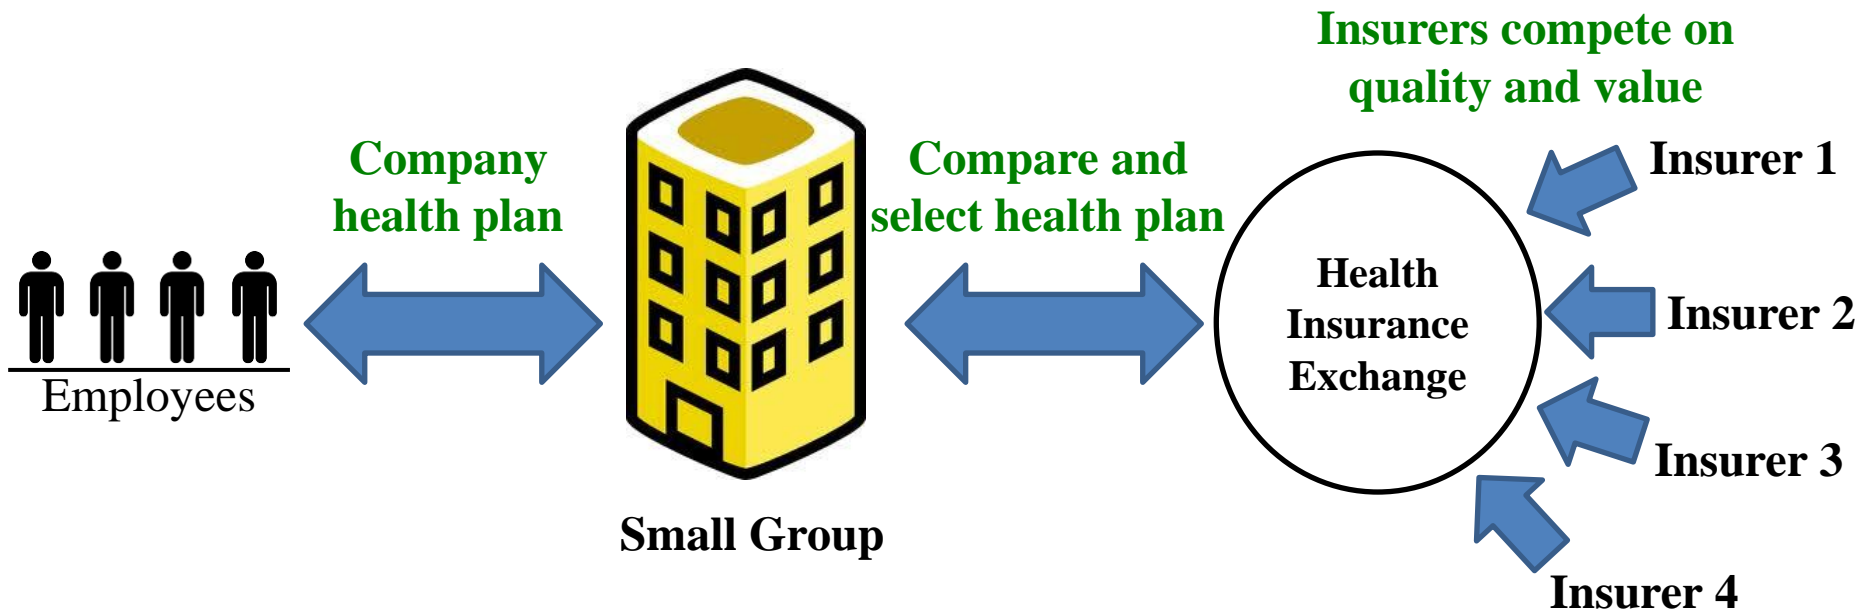 Insurers compete on
quality and value
Company
health plan
Compare and
select health plan
Insurer 1
Health
Insurance
Exchange
Insurer 2
Employees
Insurer 3
Small Group
Insurer 4